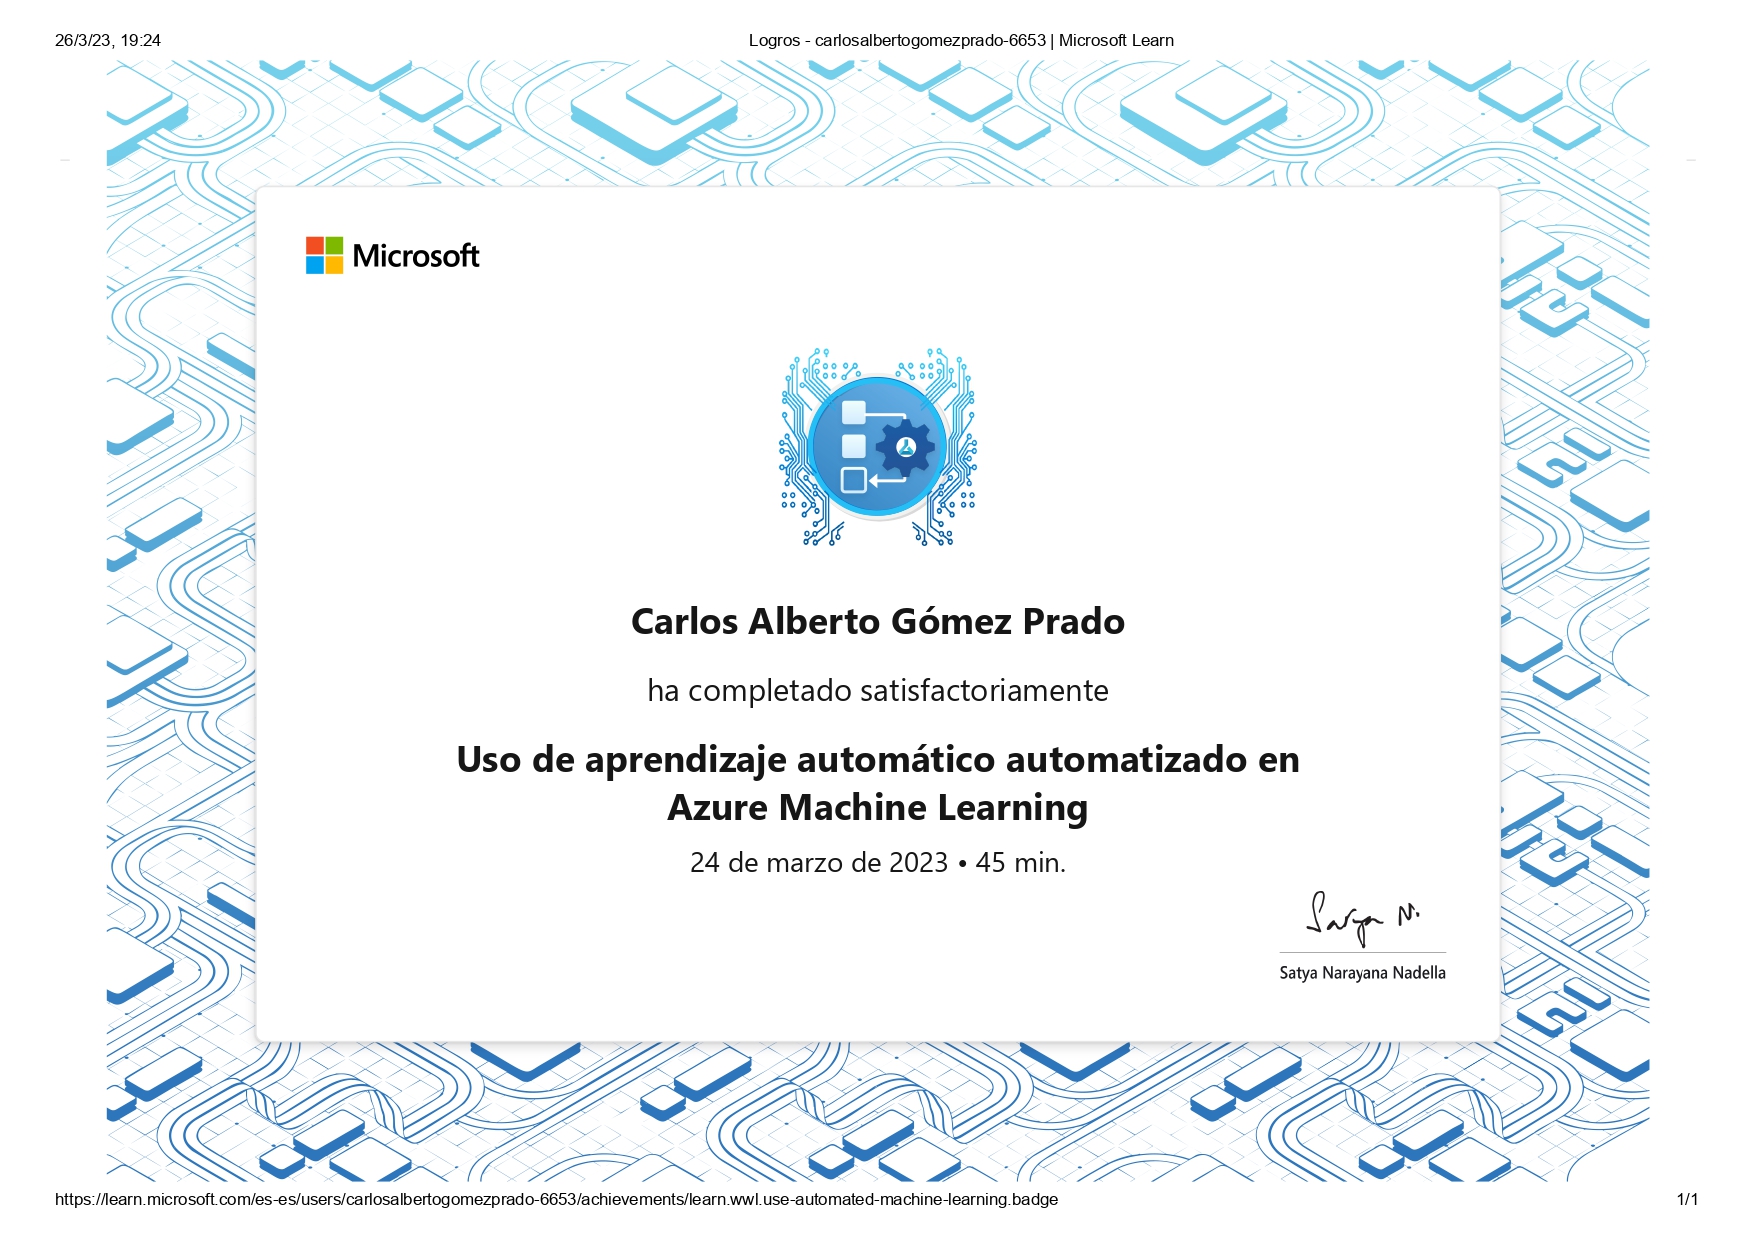 26/3/23, 19:24
Logros - carlosalbertogomezprado-6653 | Microsoft Learn
Microsoft
Carlos Alberto Gómez Prado
ha completado satisfactoriamente
Uso de aprendizaje automático automatizado en
Azure Machine Learning
24 de marzo de 2023 • 45 min.
Satya N.
Satya Narayana Nadella
https://learn.microsoft.com/es-es/users/carlosalbertogomezprado-6653/achievements/learn.wwl.use-automated-machine-learning.badge
1/1